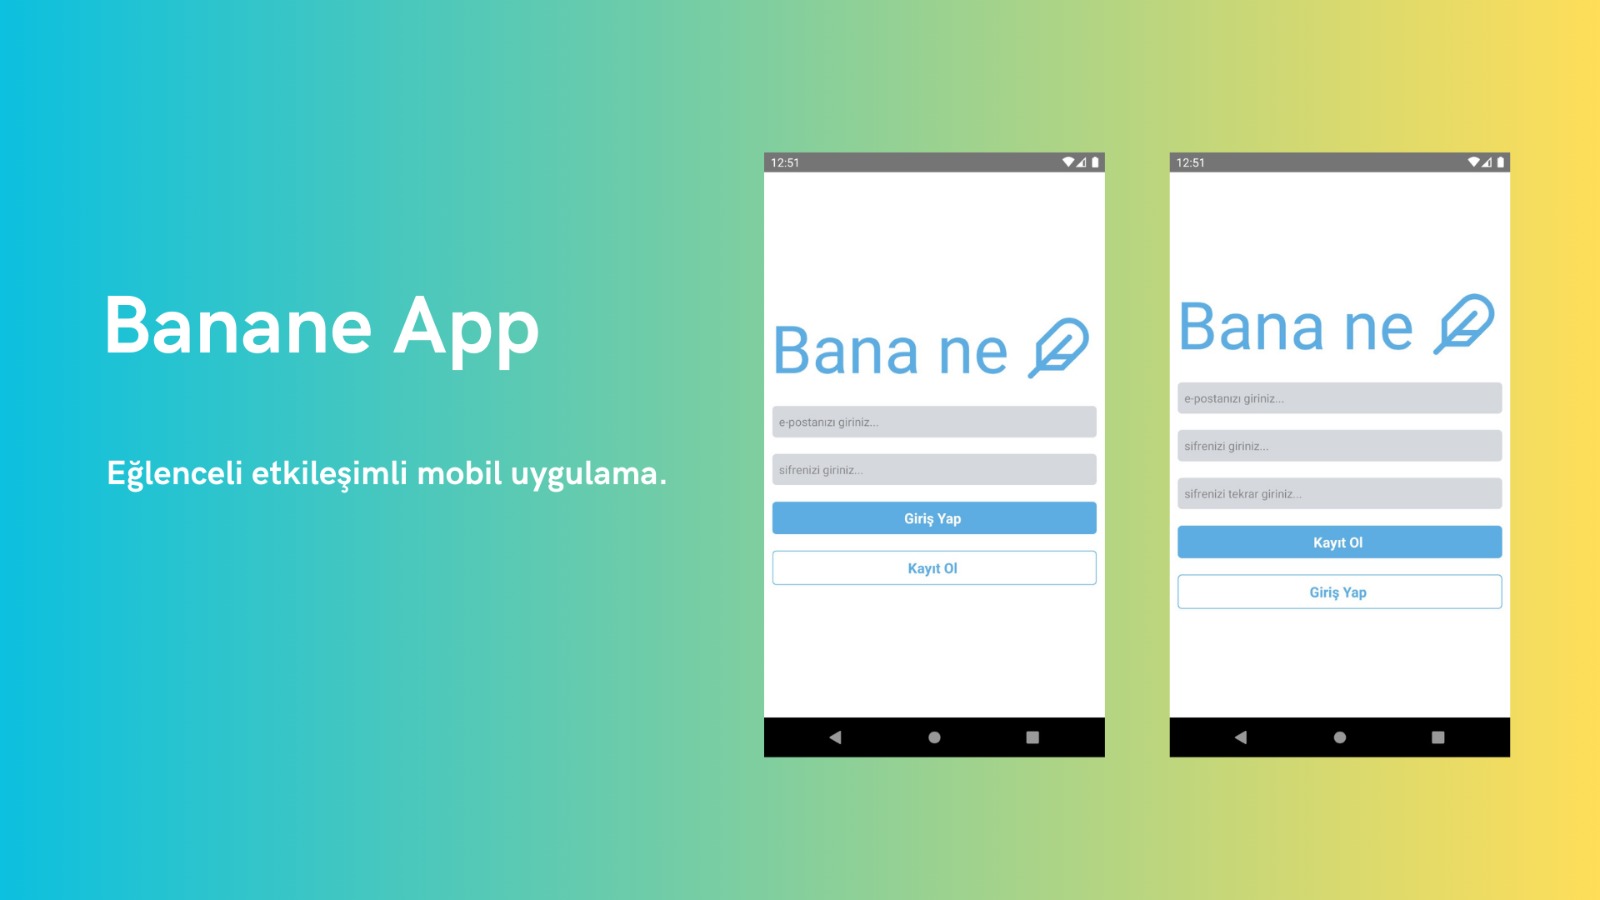 Banane App
Eğlenceli etkileşimli mobil uygulama.
12:51
Bana ne
e-postanızı giriniz...
sifrenizi giriniz...
Giriş Yap
Kayıt Ol
12:51
Bana ne
e-postanızı giriniz...
sifrenizi giriniz...
sifrenizi tekrar giriniz...
Kayıt Ol
Giriş Yap